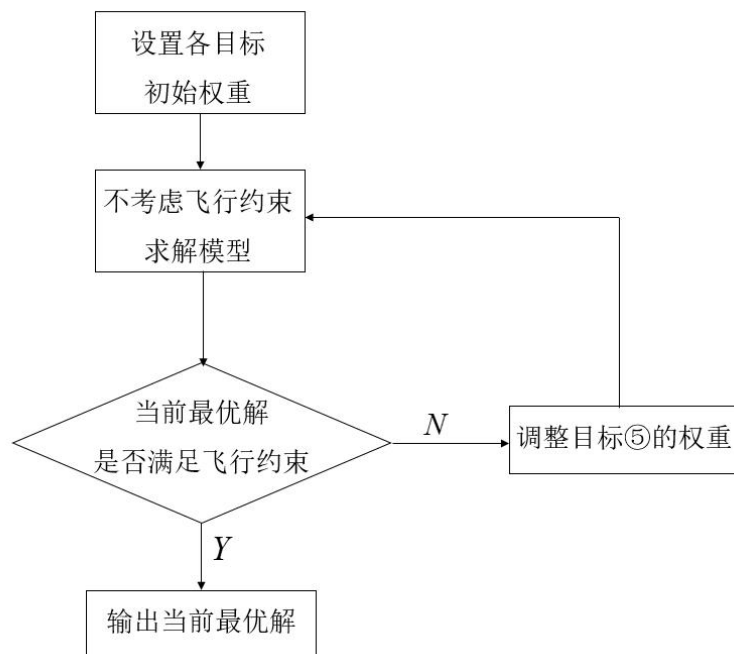 设置各目标
初始权重
不考虑飞行约束
求解模型
当前最优解
是否满足飞行约束
N
调整目标⑤的权重
Y
输出当前最优解